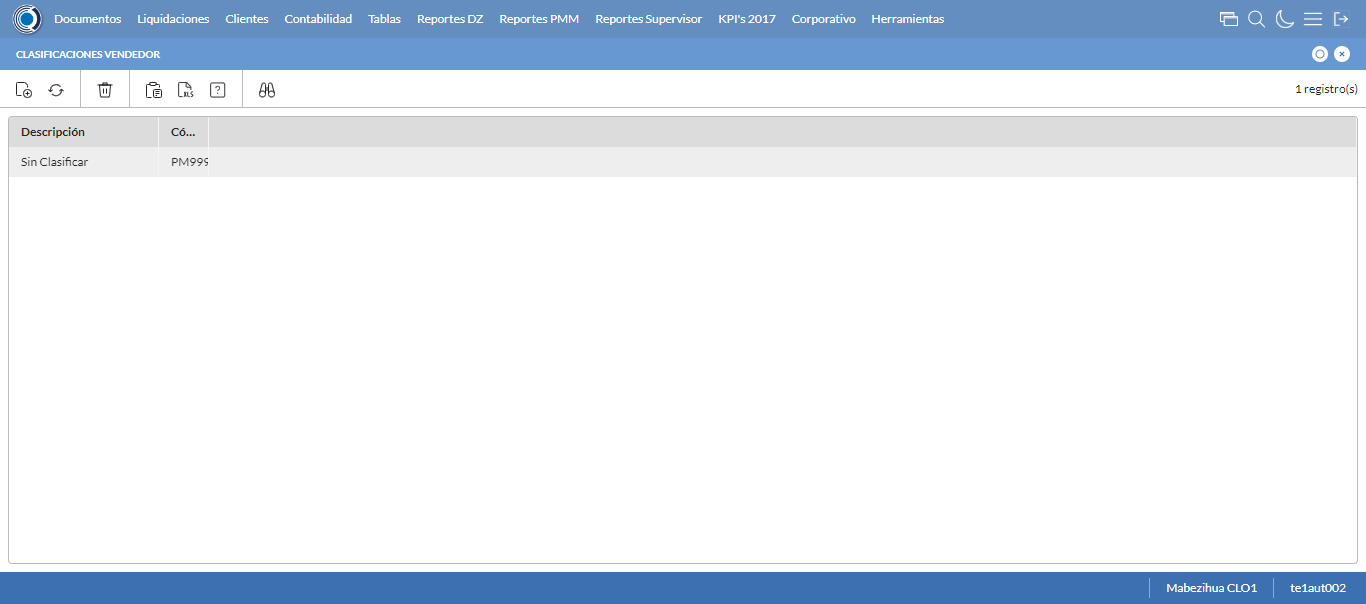 Documentos Liquidaciones Clientes Contabilidad Tablas Reportes DZ Reportes PMM Reportes Supervisor KPI's 2017 Corporativo Herramientas
CLASIFICACIONES VENDEDOR
XLS ? 1 registro(s)
Descripción Có...
Sin Clasificar PM999
Mabezihua CLO1 te1aut002